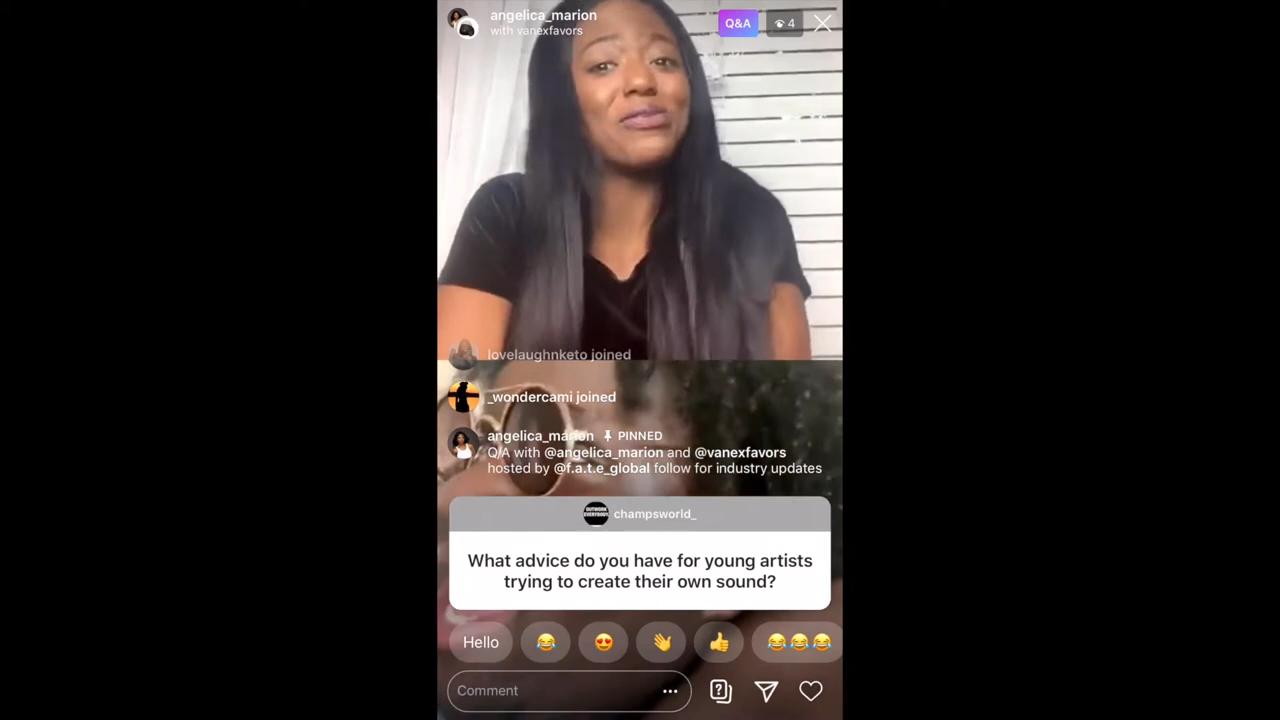 angelica_marion
with vanexfavors
Q&A
4
lovelaughnketo joined
_wondercami joined
angelica_marion PINNED
Q/A with @angelica_marion and @vanexfavors
hosted by @f.a.t.e_global follow for industry updates
OUTWORK
EVERYBODY.
champsworld_
What advice do you have for young artists
trying to create their own sound?
Hello
Comment